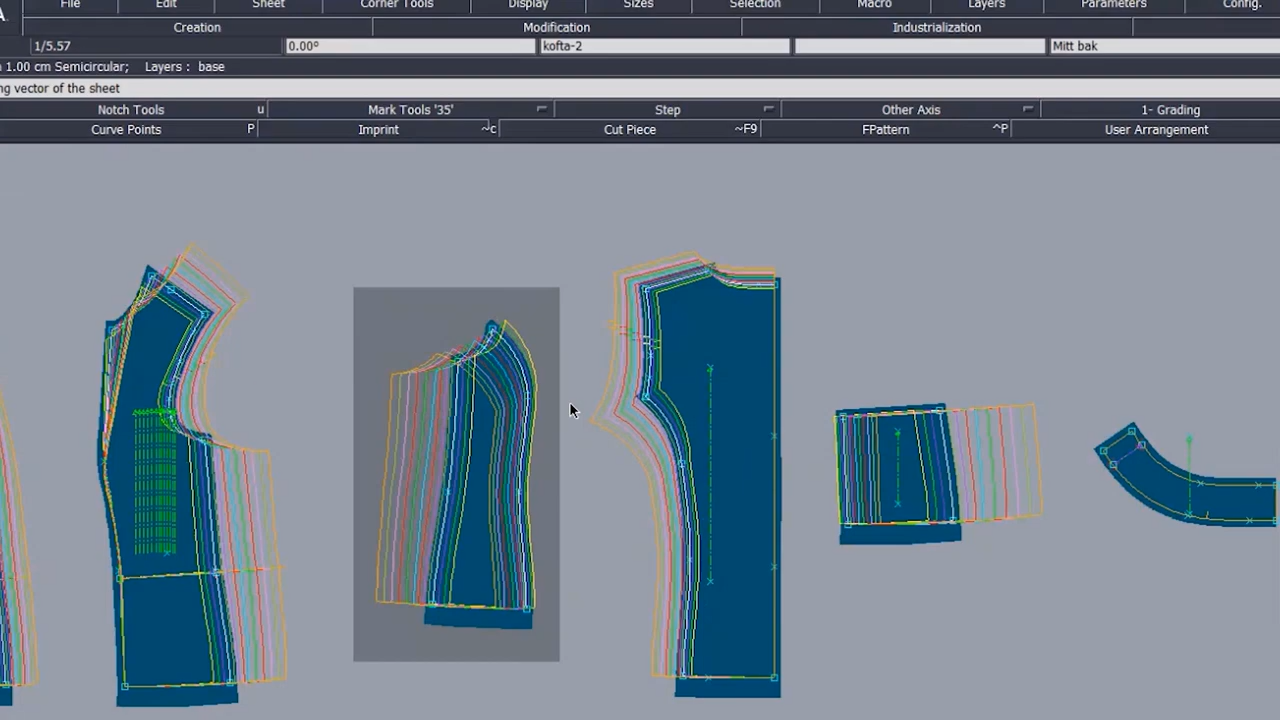 File Edit Sheet Corner Tools Display Sizes Selection Macro Layers Parameters Config.
Creation Modification Industrialization
1/5.57 0.00º kofta-2 Mitt bak
1.00 cm Semicircular; Layers : base
vector of the sheet
Notch Tools u Mark Tools '35' Step Other Axis 1- Grading
Curve Points P Imprint ~c Cut Piece ~F9 FPattern ^P User Arrangement